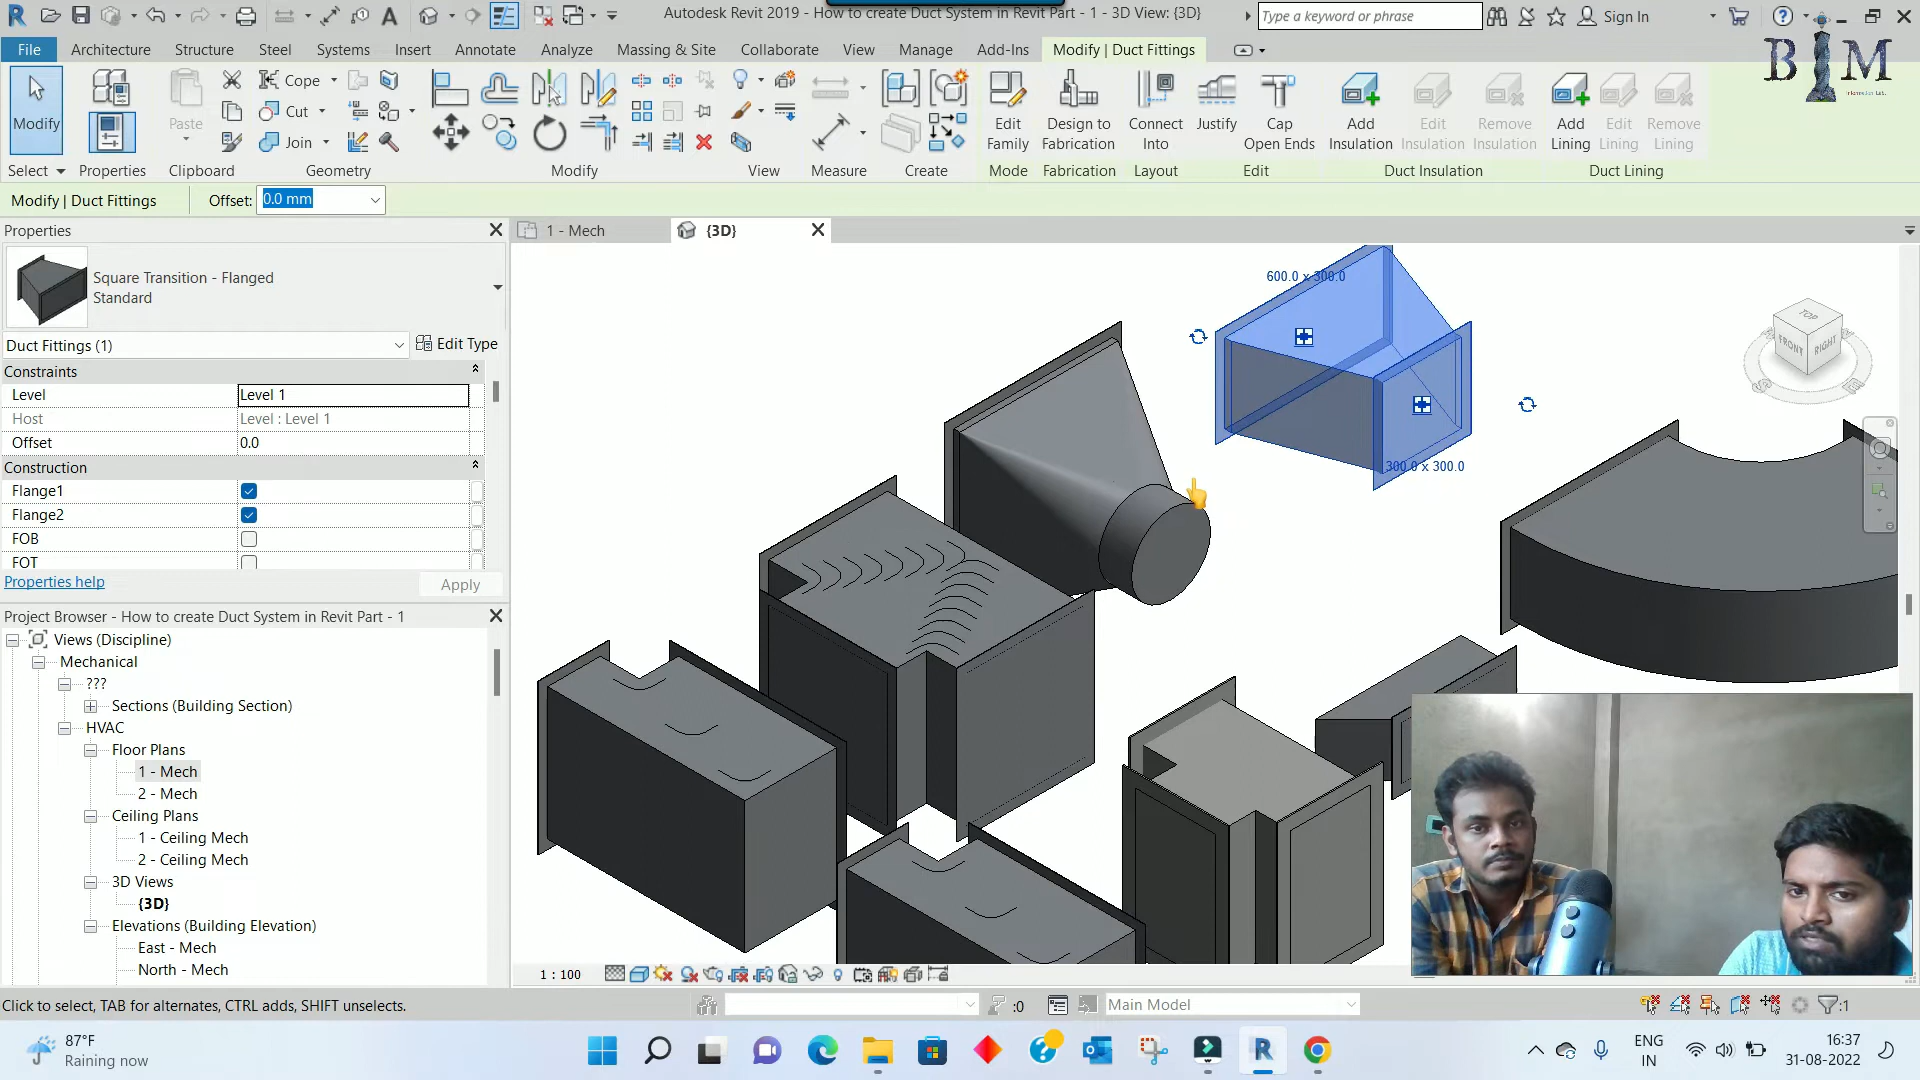 Autodesk Revit 2019 - How to create Duct System in Revit Part - 1 - 3D View: {3D}
Type a keyword or phrase
Sign In
File
Architecture
Structure
Steel
Systems
Insert
Annotate
Analyze
Massing & Site
Collaborate
View
Manage
Add-Ins
Modify | Duct Fittings
BIM
Modify
Paste
Cope
Cut
Join
Edit Family
Design to Fabrication
Connect Into
Justify
Cap Open Ends
Add Insulation
Edit Insulation
Remove Insulation
Add Lining
Edit Lining
Remove Lining
Select
Properties
Clipboard
Geometry
Modify
View
Measure
Create
Mode
Fabrication
Layout
Edit
Duct Insulation
Duct Lining
Modify | Duct Fittings
Offset:
0.0 mm
Properties
1 - Mech
{3D}
Square Transition - Flanged
Standard
Duct Fittings (1)
Edit Type
Constraints
Level
Level 1
Host
Level : Level 1
Offset
0.0
Construction
Flange1
Flange2
FOB
FOT
Properties help
Apply
600.0 x 300.0
300.0 x 300.0
TOP
FRONT
RIGHT
S
E
Project Browser - How to create Duct System in Revit Part - 1
Views (Discipline)
Mechanical
???
Sections (Building Section)
HVAC
Floor Plans
1 - Mech
2 - Mech
Ceiling Plans
1 - Ceiling Mech
2 - Ceiling Mech
3D Views
{3D}
Elevations (Building Elevation)
East - Mech
North - Mech
1 : 100
Click to select, TAB for alternates, CTRL adds, SHIFT unselects.
:0
Main Model
:1
87°F
Raining now
ENG
IN
16:37
31-08-2022